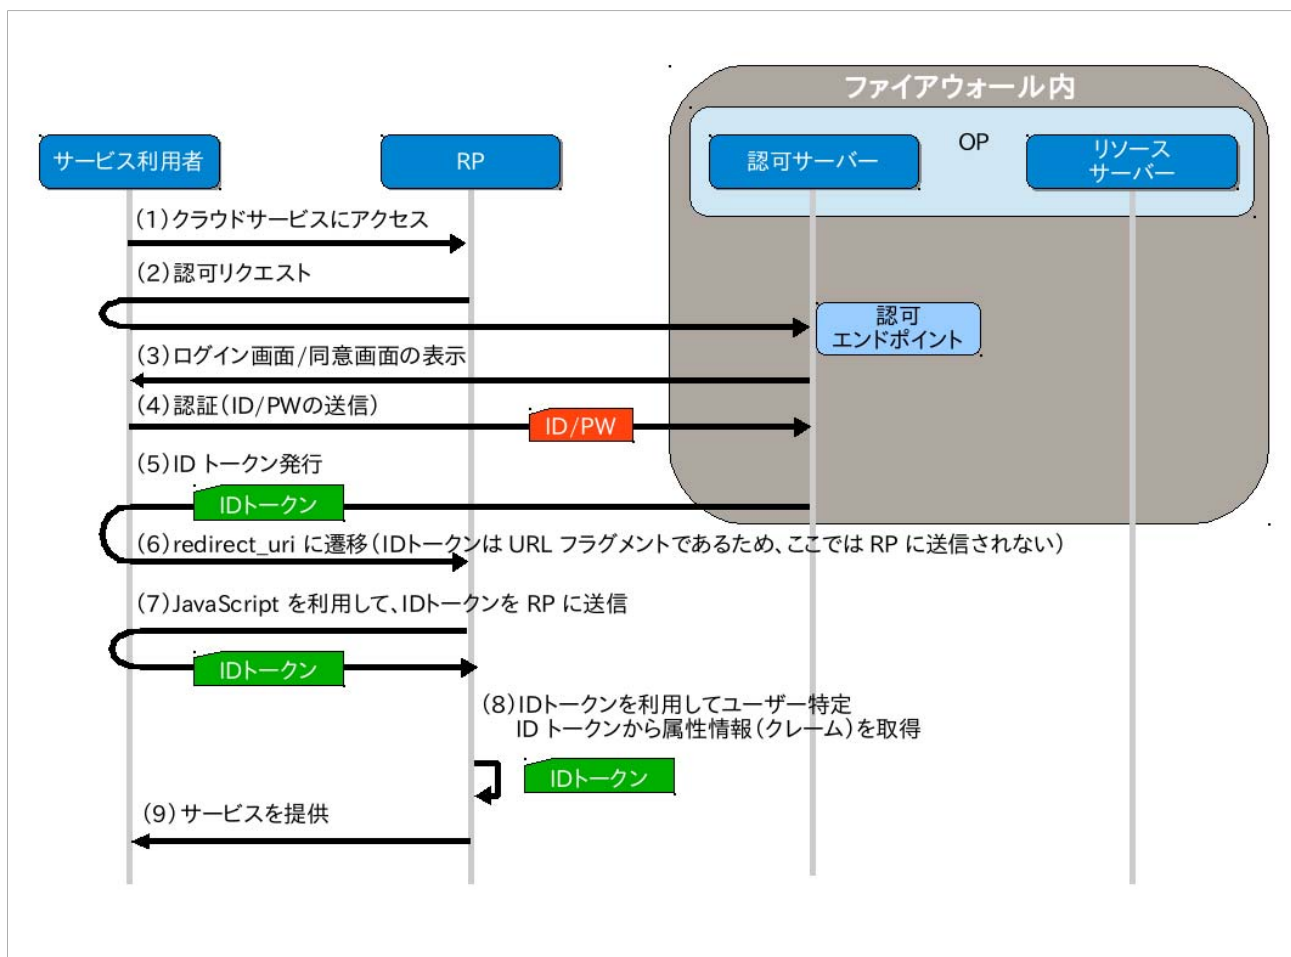 ファイアウォール内
サービス利用者
RP
認可サーバー
OP
リソース
サーバー
(1)クラウドサービスにアクセス
(2)認可リクエスト
認可
エンドポイント
(3)ログイン画面/同意画面の表示
(4)認証(ID/PWの送信)
ID/PW
(5)ID トークン発行
IDトークン
(6)redirect_uri に遷移(IDトークンは URL フラグメントであるため、ここでは RP に送信されない)
(7)JavaScript を利用して、IDトークンを RP に送信
IDトークン
(8)IDトークンを利用してユーザー特定
ID トークンから属性情報(クレーム)を取得
IDトークン
(9)サービスを提供